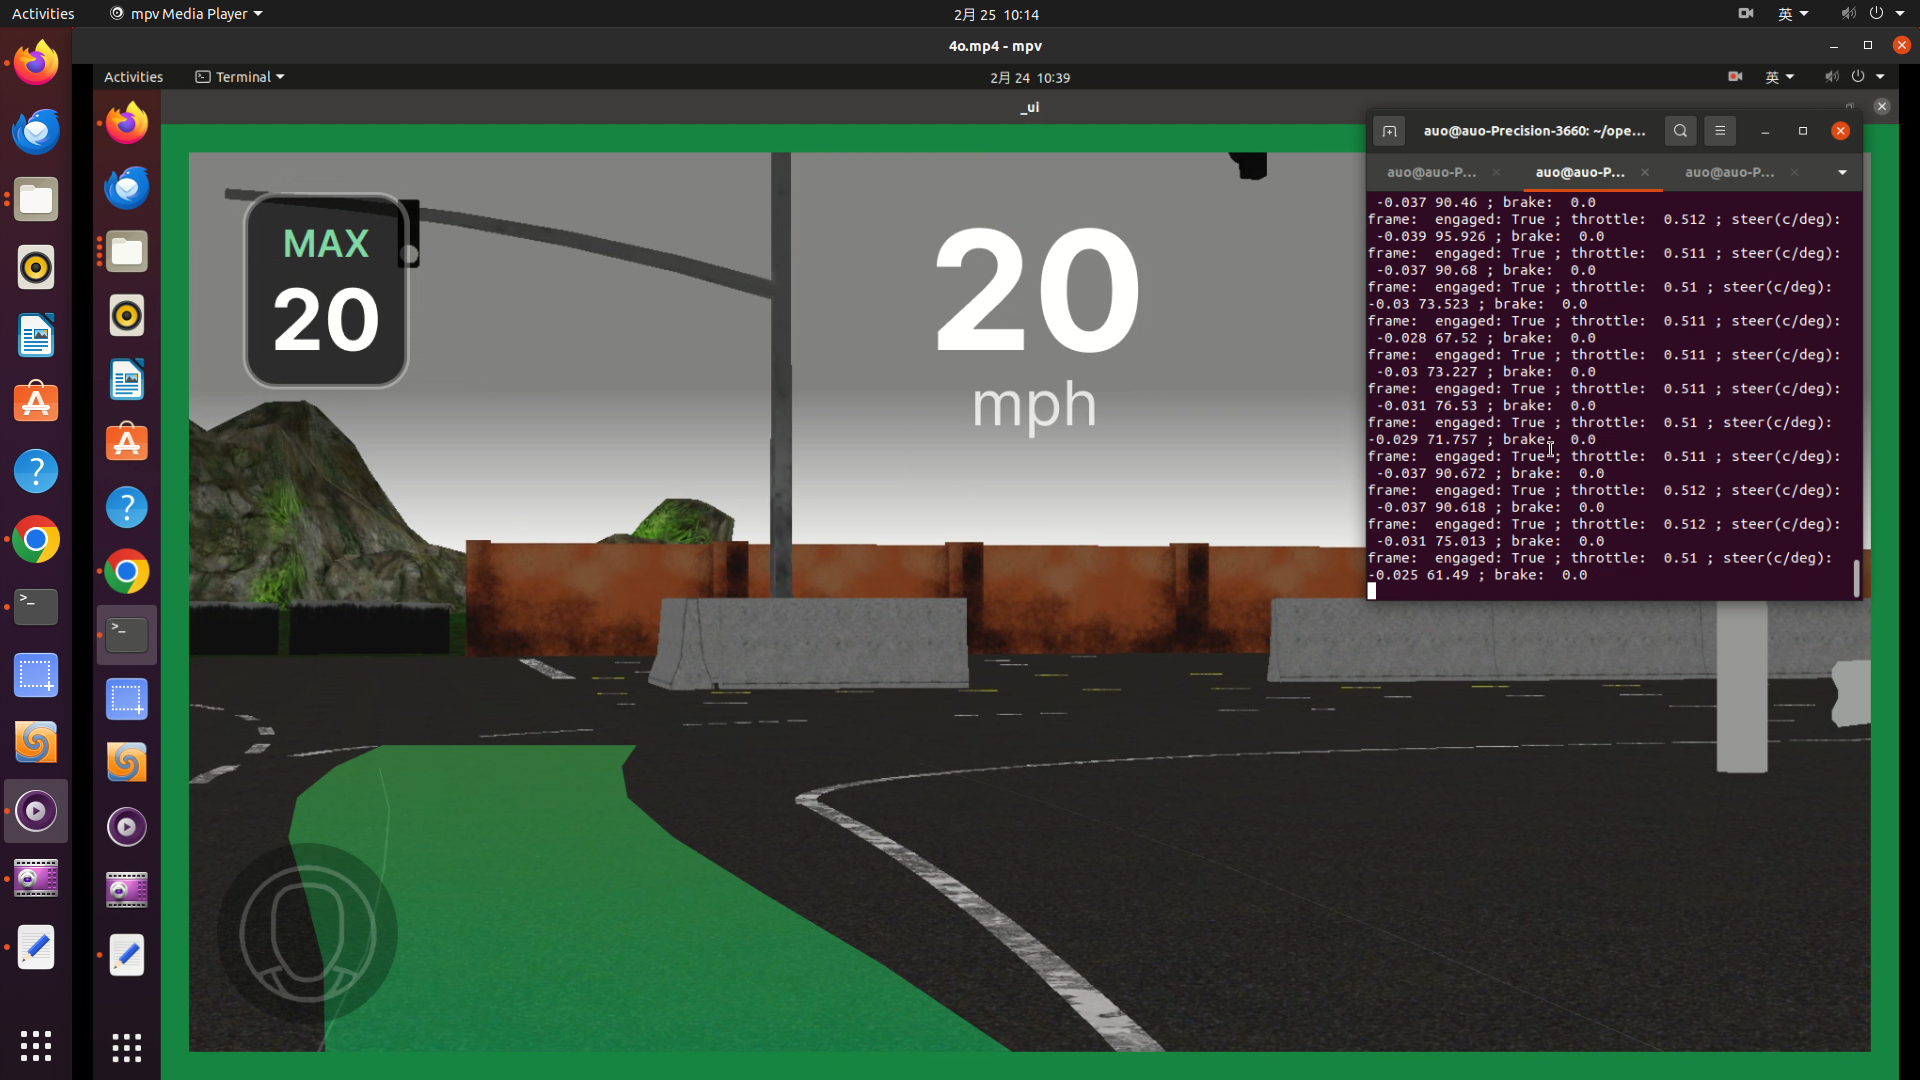 Activities
mpv Media Player
2月 25 10:14
英
4o.mp4 - mpv
Activities
Terminal
2月 24 10:39
英
_ui
MAX
20
20
mph
auo@auo-Precision-3660: ~/ope...
auo@auo-P...
auo@auo-P...
auo@auo-P...
-0.037 90.46 ; brake: 0.0
frame: engaged: True ; throttle: 0.512 ; steer(c/deg):
-0.039 95.926 ; brake: 0.0
frame: engaged: True ; throttle: 0.511 ; steer(c/deg):
-0.037 90.68 ; brake: 0.0
frame: engaged: True ; throttle: 0.51 ; steer(c/deg):
-0.03 73.523 ; brake: 0.0
frame: engaged: True ; throttle: 0.511 ; steer(c/deg):
-0.028 67.52 ; brake: 0.0
frame: engaged: True ; throttle: 0.511 ; steer(c/deg):
-0.03 73.227 ; brake: 0.0
frame: engaged: True ; throttle: 0.511 ; steer(c/deg):
-0.031 76.53 ; brake: 0.0
frame: engaged: True ; throttle: 0.51 ; steer(c/deg):
-0.029 71.757 ; brake: 0.0
frame: engaged: True ; throttle: 0.511 ; steer(c/deg):
-0.037 90.672 ; brake: 0.0
frame: engaged: True ; throttle: 0.512 ; steer(c/deg):
-0.037 90.618 ; brake: 0.0
frame: engaged: True ; throttle: 0.512 ; steer(c/deg):
-0.031 75.013 ; brake: 0.0
frame: engaged: True ; throttle: 0.51 ; steer(c/deg):
-0.025 61.49 ; brake: 0.0